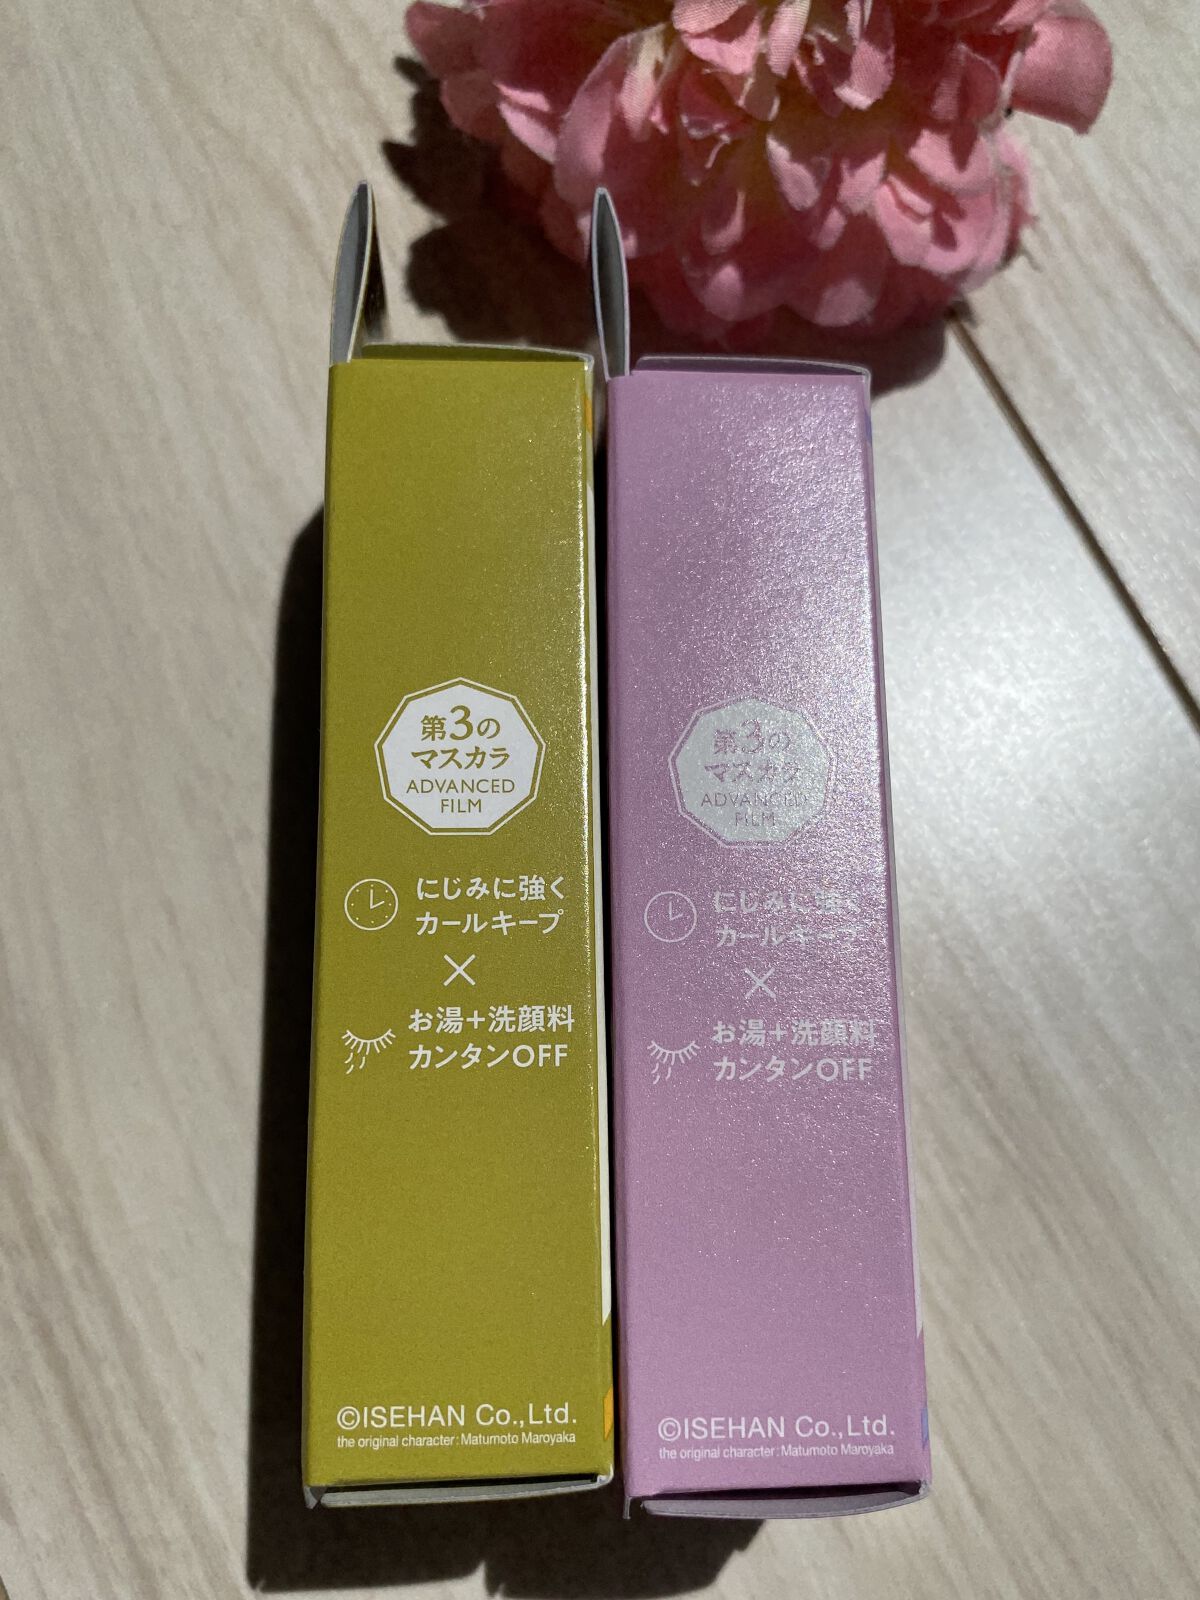 第3の
マスカラ
ADVANCED
FILM
にじみに強く
カールキープ
×
お湯+洗顔料
カンタンOFF
©ISEHAN Co.,Ltd.
the original character : Matumoto Maroyaka
第3の
マスカラ
ADVANCED
FILM
にじみに強く
カールキープ
×
お湯+洗顔料
カンタンOFF
©ISEHAN Co.,Ltd.
the original character : Matumoto Maroyaka